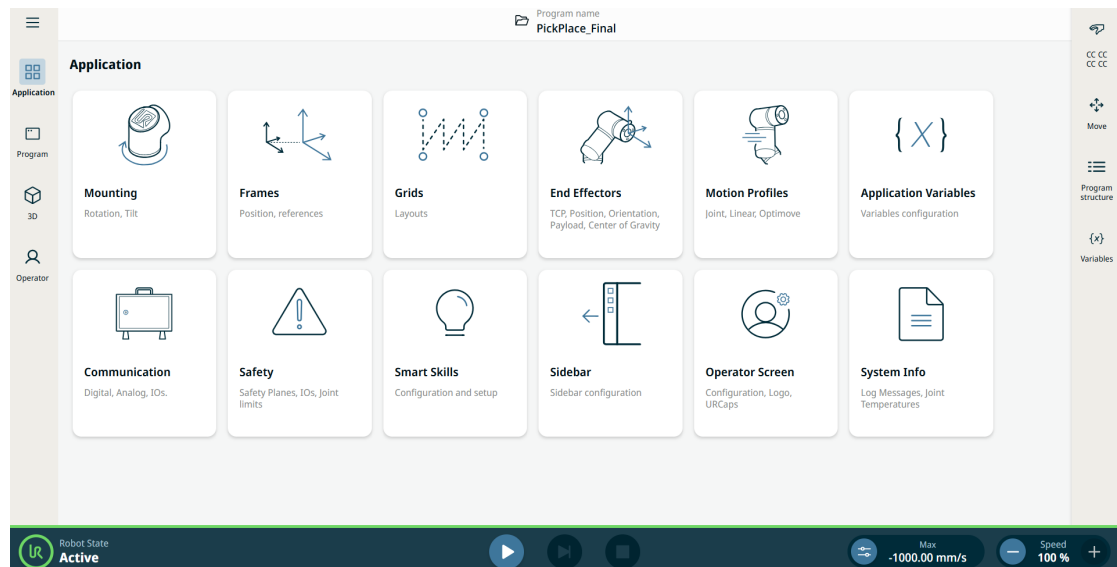 Program name
PickPlace_Final
Application
Application
Program
3D
Operator
Mounting
Rotation, Tilt
Frames
Position, references
Grids
Layouts
End Effectors
TCP, Position, Orientation,
Payload, Center of Gravity
Motion Profiles
Joint, Linear, Optimove
{X}
Application Variables
Variables configuration
Communication
Digital, Analog, IOs.
Safety
Safety Planes, IOs, Joint
limits
Smart Skills
Configuration and setup
Sidebar
Sidebar configuration
Operator Screen
Configuration, Logo,
URCaps
System Info
Log Messages, Joint
Temperatures
CC CC
CC CC
Move
Program
structure
{x}
Variables
UR
Robot State
Active
Max
-1000.00 mm/s
Speed
100 %